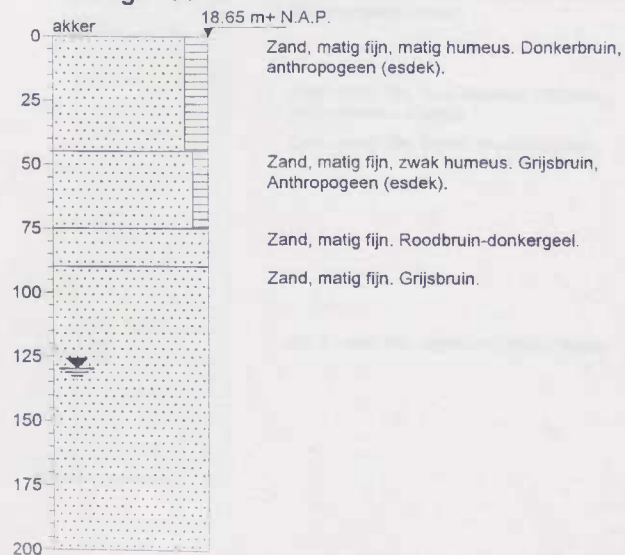 akker
18.65 m+ N.A.P.
0
Zand, matig fijn, matig humeus. Donkerbruin,
anthropogeen (esdek).
25
50
Zand, matig fijn, zwak humeus. Grijsbruin,
Anthropogeen (esdek).
75
Zand, matig fijn. Roodbruin-donkergeel.
Zand, matig fijn. Grijsbruin.
100
125
150
175
200